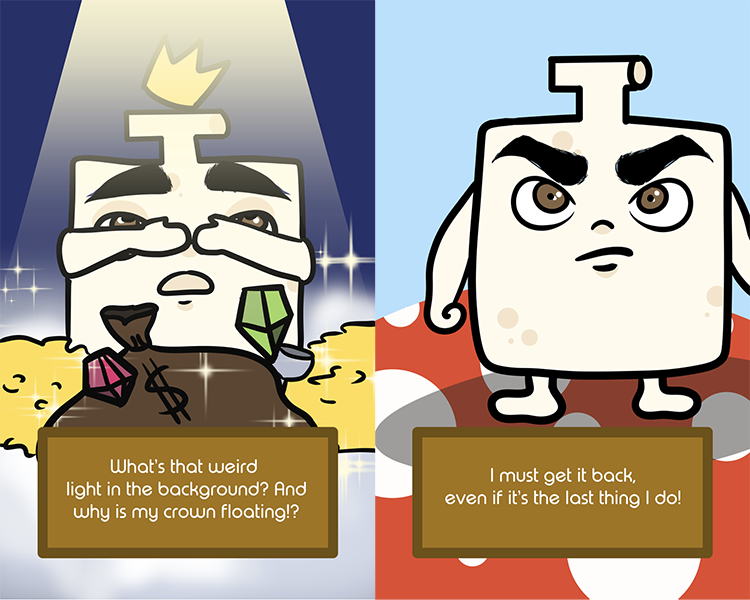 What's that weird
light in the background? And
why is my crown floating!?
$
I must get it back,
even if it's the last thing I do!